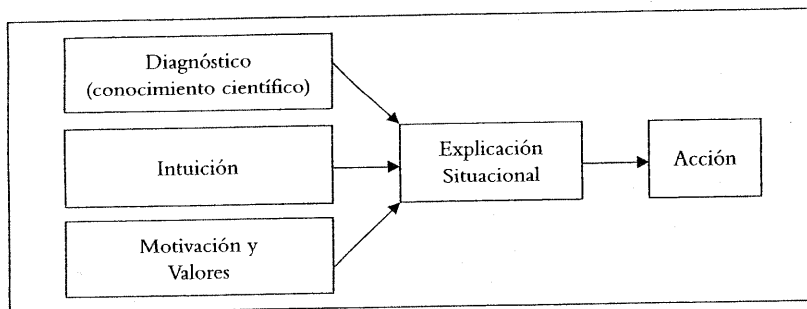 Diagnóstico
(conocimiento científico)
Intuición
Motivación y
Valores
Explicación
Situacional
Acción